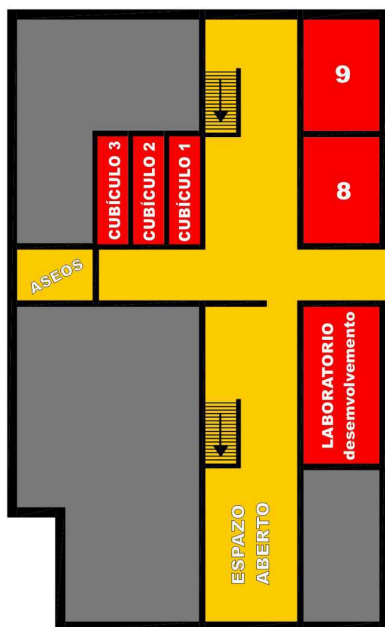 9
8
CUBÍCULO 3
CUBÍCULO 2
CUBÍCULO 1
ASEOS
LABORATORIO
desemvolvemento
ESPAZO
ABERTO